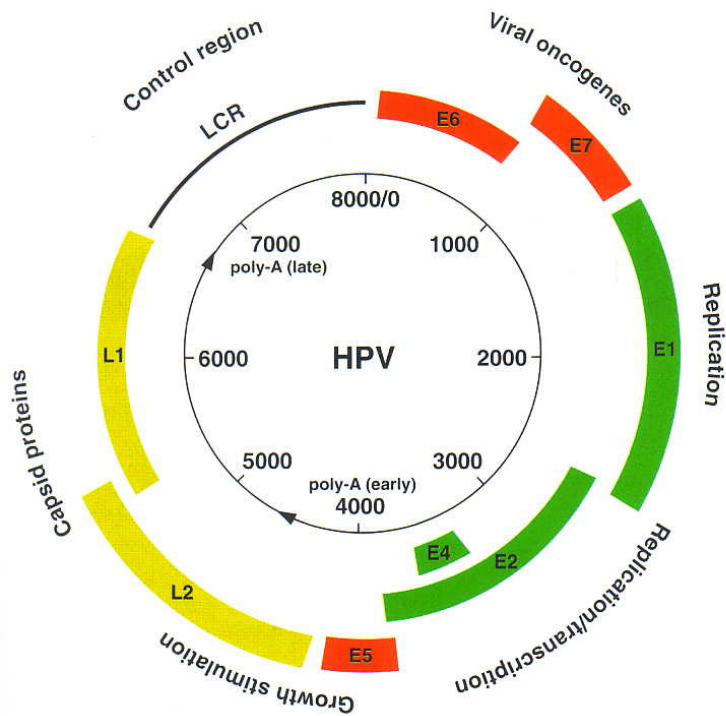 Control region
Viral oncogenes
LCR
E6
E7
8000/0
7000
1000
poly-A (late)
Replication
L1
6000
HPV
2000
E1
Capsid proteins
5000
3000
poly-A (early)
4000
E4
E2
Replication/transcription
L2
E5
Growth stimulation